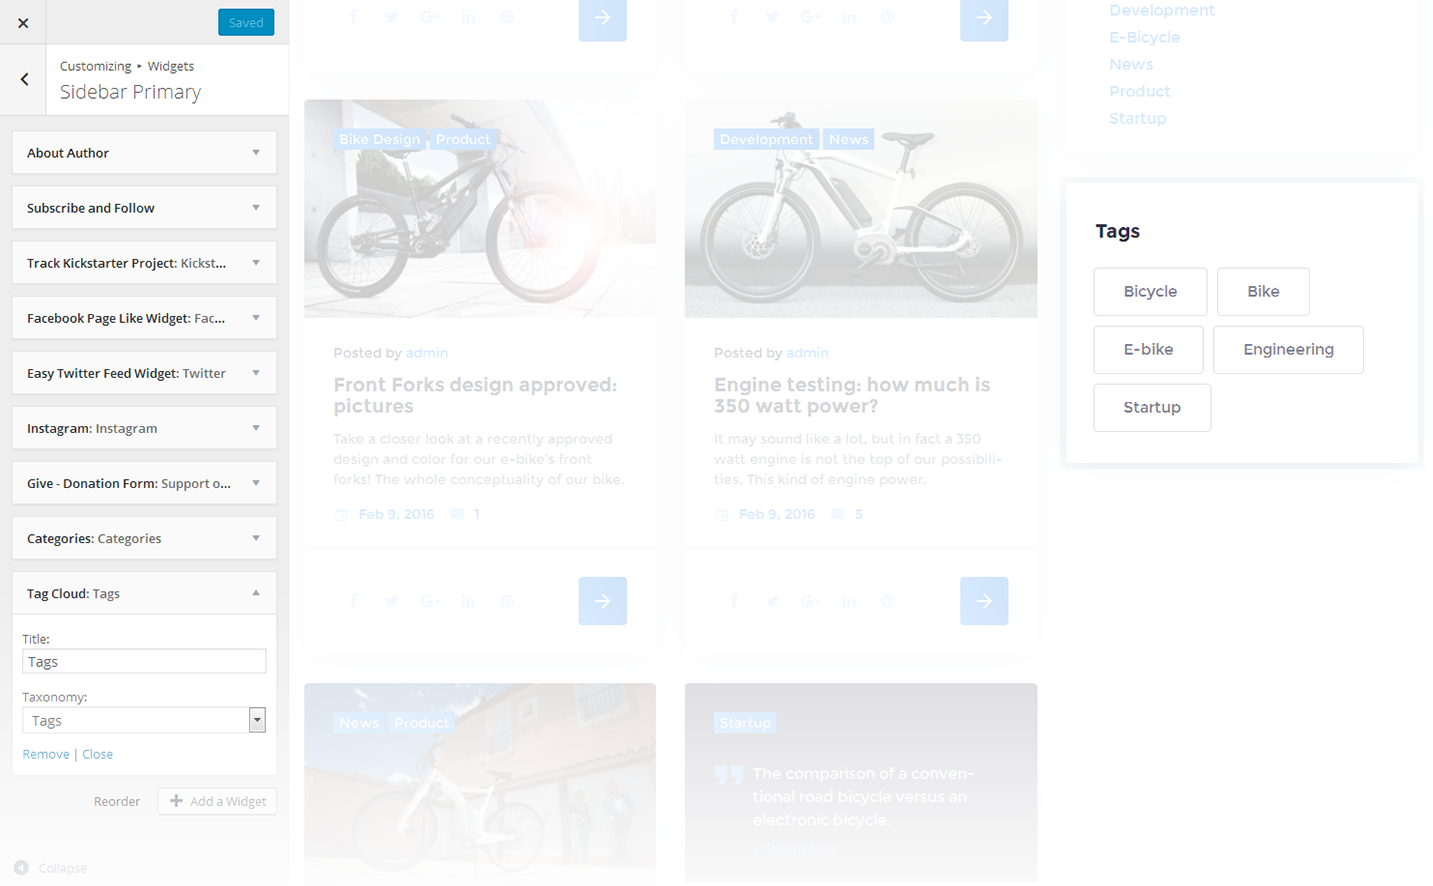 Saved
Customizing ▸ Widgets
Sidebar Primary
About Author
Subscribe and Follow
Track Kickstarter Project: Kickst...
Facebook Page Like Widget: Fac...
Easy Twitter Feed Widget: Twitter
Instagram: Instagram
Give - Donation Form: Support o...
Categories: Categories
Tag Cloud: Tags
Title:
Tags
Taxonomy:
Tags
Remove | Close
Reorder
Add a Widget
Collapse
Bike Design Product
Posted by admin
Front Forks design approved:
pictures
Take a closer look at a recently approved
design and color for our e-bike's front
forks! The whole conceptuality of our bike.
Feb 9, 2016 1
News Product
Development News
Posted by admin
Engine testing: how much is
350 watt power?
It may sound like a lot, but in fact a 350
watt engine is not the top of our possibili-
ties. This kind of engine power.
Feb 9, 2016 5
Startup
The comparison of a conven-
tional road bicycle versus an
electronic bicycle.
Development
E-Bicycle
News
Product
Startup
Tags
Bicycle
Bike
E-bike
Engineering
Startup